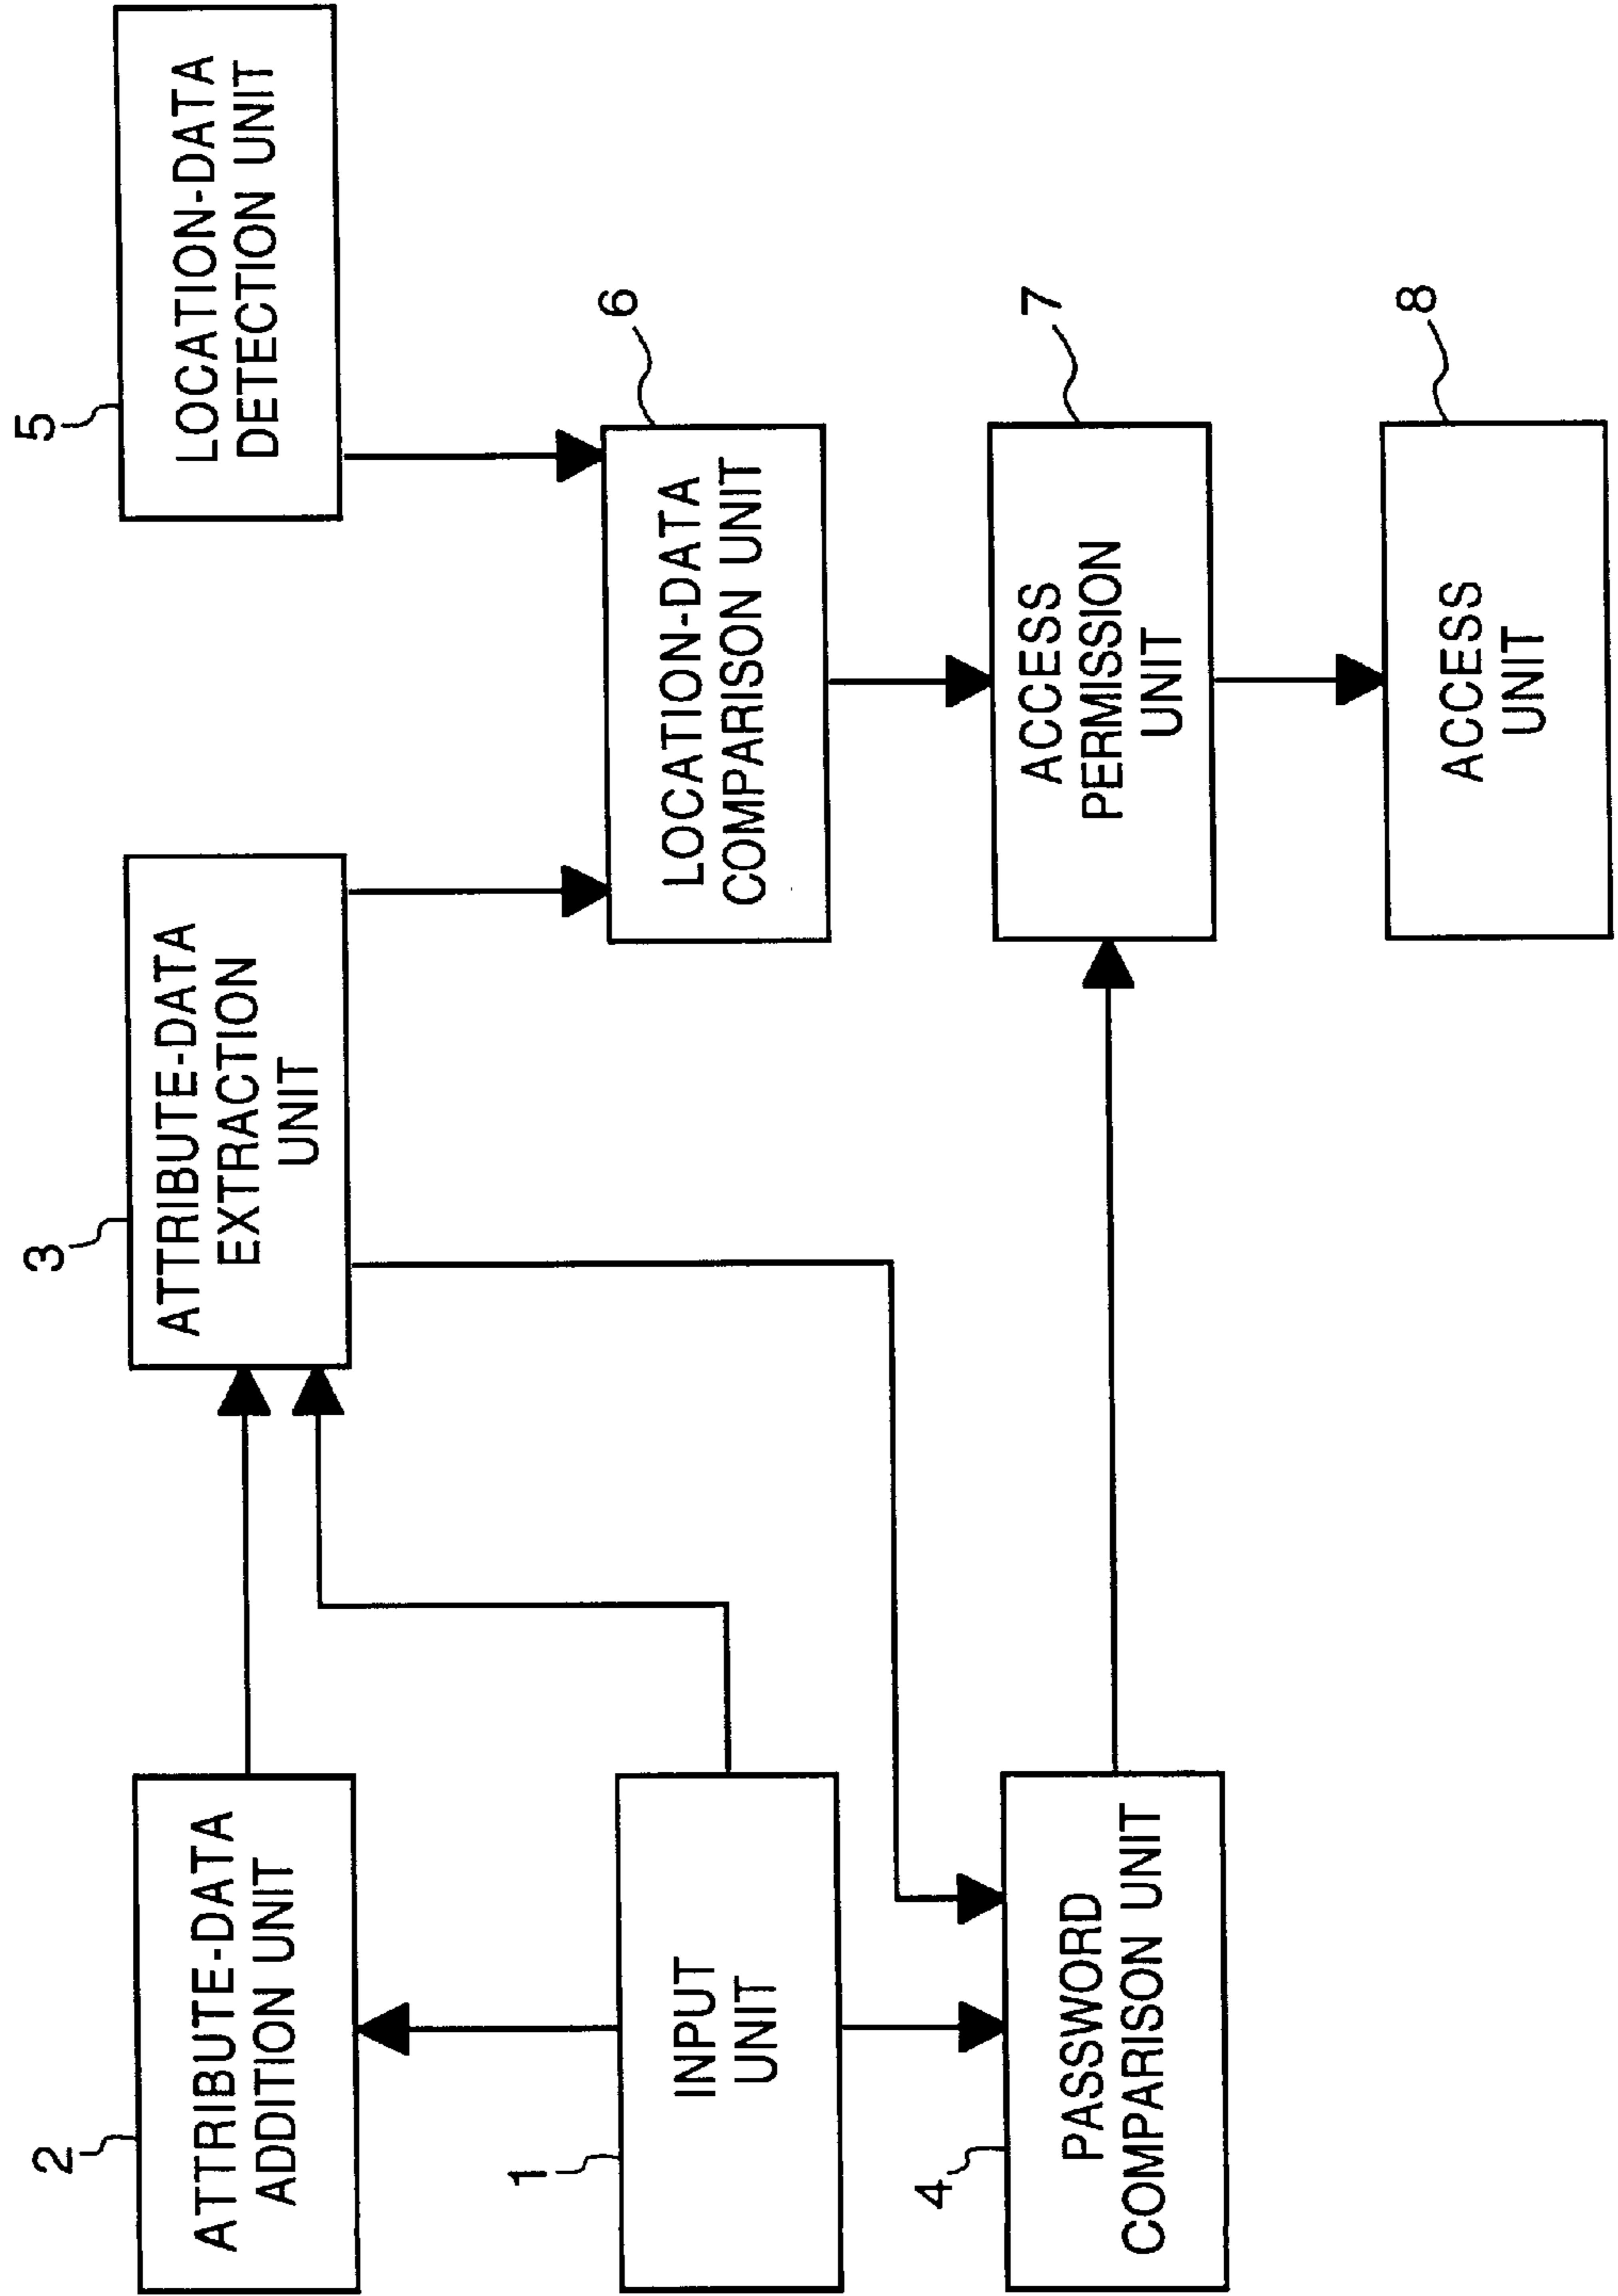 2
ATTRIBUTE-DATA
ADDITION UNIT
3
ATTRIBUTE-DATA
EXTRACTION
UNIT
5
LOCATION-DATA
DETECTION UNIT
1
INPUT
UNIT
6
LOCATION-DATA
COMPARISON UNIT
4
PASSWORD
COMPARISON UNIT
7
ACCESS
PERMISSION
UNIT
8
ACCESS
UNIT